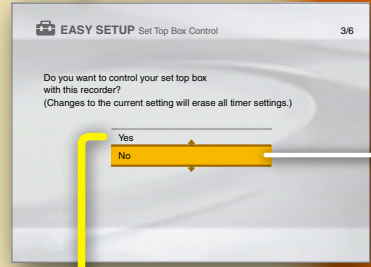 EASY SETUP Set Top Box Control 3/6
Do you want to control your set top box
with this recorder?
(Changes to the current setting will erase all timer settings.)
Yes
No